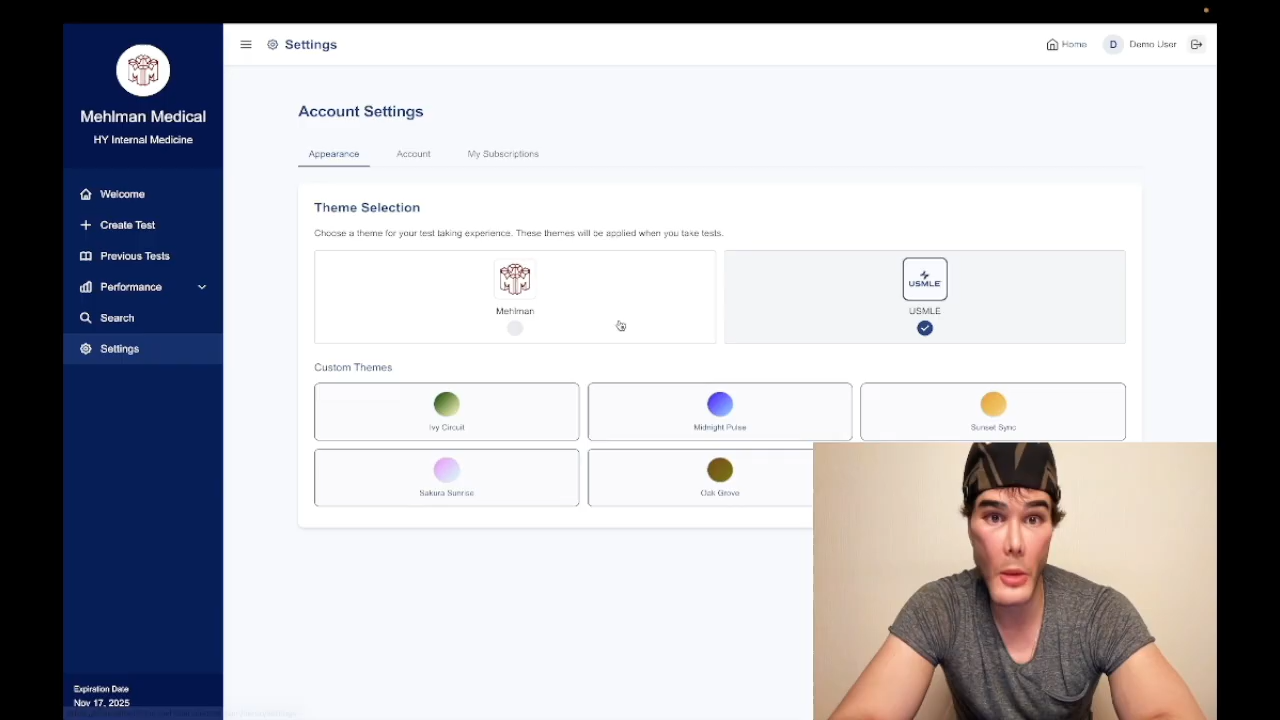 Mehlman Medical
HY Internal Medicine
Welcome
Create Test
Previous Tests
Performance
Search
Settings
Expiration Date
Nov 17, 2025
Settings
Home
D
Demo User
Account Settings
Appearance
Account
My Subscriptions
Theme Selection
Choose a theme for your test taking experience. These themes will be applied when you take tests.
Mehlman
USMLE
USMLE
Custom Themes
Ivy Circuit
Midnight Pulse
Sunset Sync
Sakura Sunrise
Oak Grove